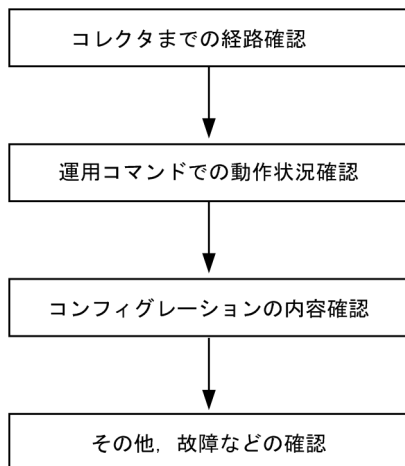 コレクタまでの経路確認
運用コマンドでの動作状況確認
コンフィグレーションの内容確認
その他，故障などの確認